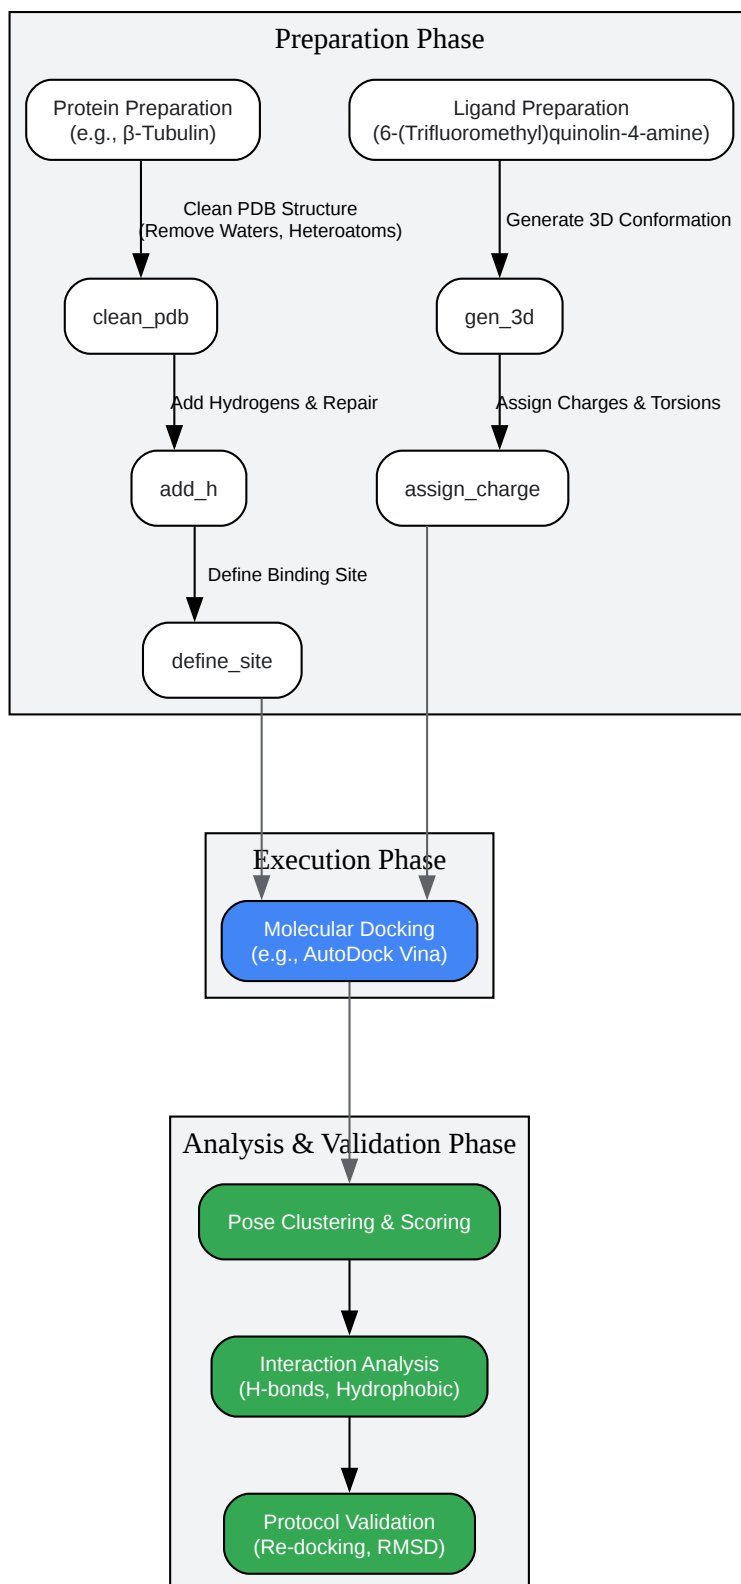 Preparation Phase
Protein Preparation
(e.g., β-Tubulin)
Ligand Preparation
(6-(Trifluoromethyl)quinolin-4-amine)
Clean PDB Structure
(Remove Waters, Heteroatoms)
Generate 3D Conformation
clean_pdb
gen_3d
Add Hydrogens & Repair
Assign Charges & Torsions
add_h
assign_charge
Define Binding Site
define_site
Execution Phase
Molecular Docking
(e.g., AutoDock Vina)
Analysis & Validation Phase
Pose Clustering & Scoring
Interaction Analysis
(H-bonds, Hydrophobic)
Protocol Validation
(Re-docking, RMSD)